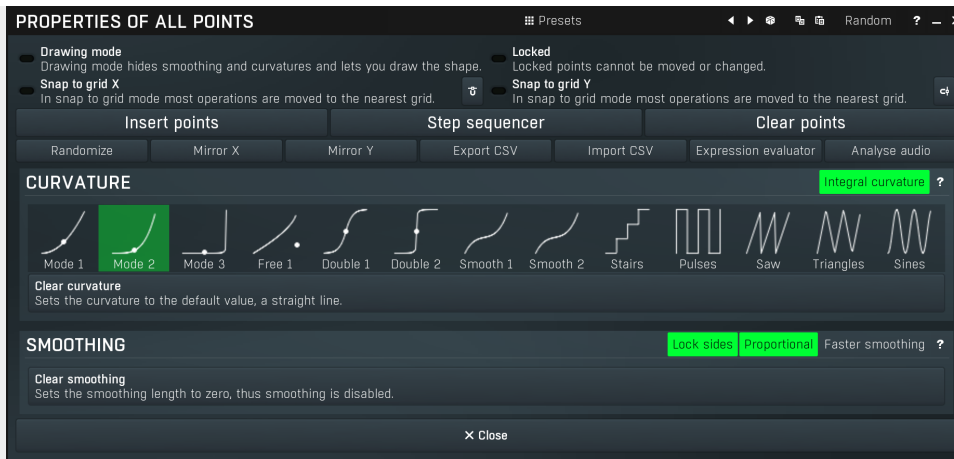 PROPERTIES OF ALL POINTS
Presets
Random
?
Drawing mode
Drawing mode hides smoothing and curvatures and lets you draw the shape.
Locked
Locked points cannot be moved or changed.
Snap to grid X
In snap to grid mode most operations are moved to the nearest grid.
Snap to grid Y
In snap to grid mode most operations are moved to the nearest grid.
Insert points
Step sequencer
Clear points
Randomize
Mirror X
Mirror Y
Export CSV
Import CSV
Expression evaluator
Analyse audio
CURVATURE
Integral curvature
?
Mode 1
Mode 2
Mode 3
Free 1
Double 1
Double 2
Smooth 1
Smooth 2
Stairs
Pulses
Saw
Triangles
Sines
Clear curvature
Sets the curvature to the default value, a straight line.
SMOOTHING
Lock sides
Proportional
Faster smoothing
?
Clear smoothing
Sets the smoothing length to zero, thus smoothing is disabled.
Close